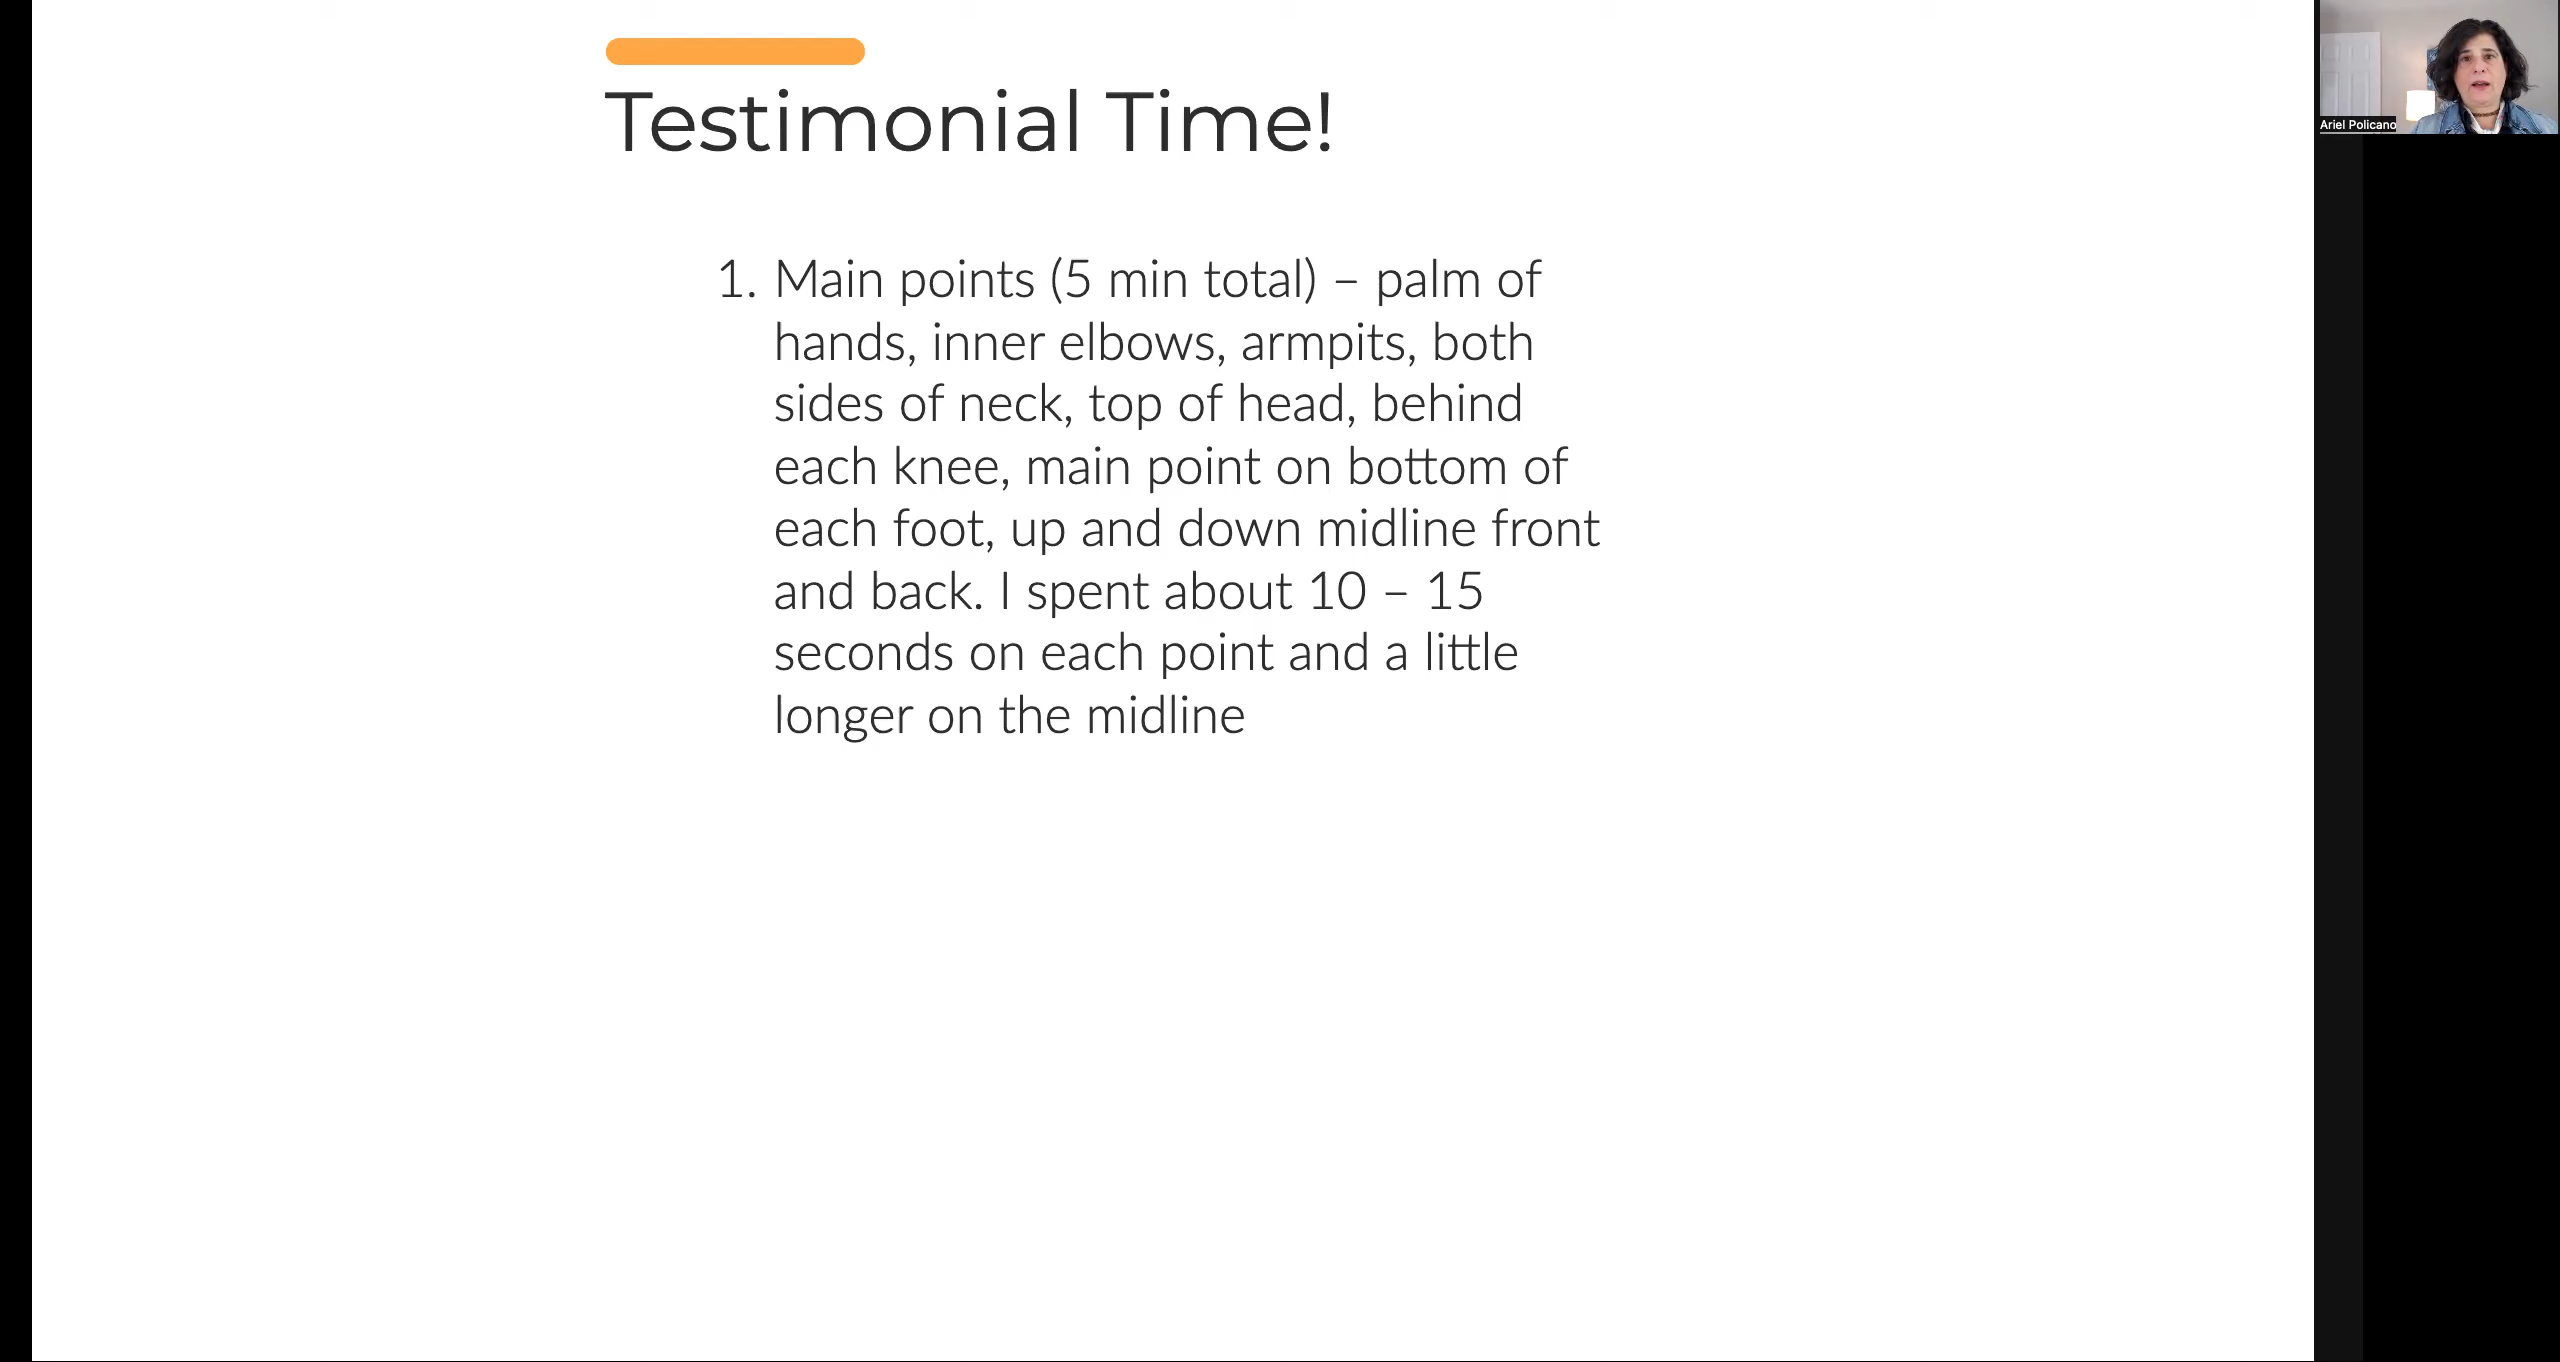 Testimonial Time!
1. Main points (5 min total) – palm of
hands, inner elbows, armpits, both
sides of neck, top of head, behind
each knee, main point on bottom of
each foot, up and down midline front
and back. I spent about 10 – 15
seconds on each point and a little
longer on the midline
Ariel Policano